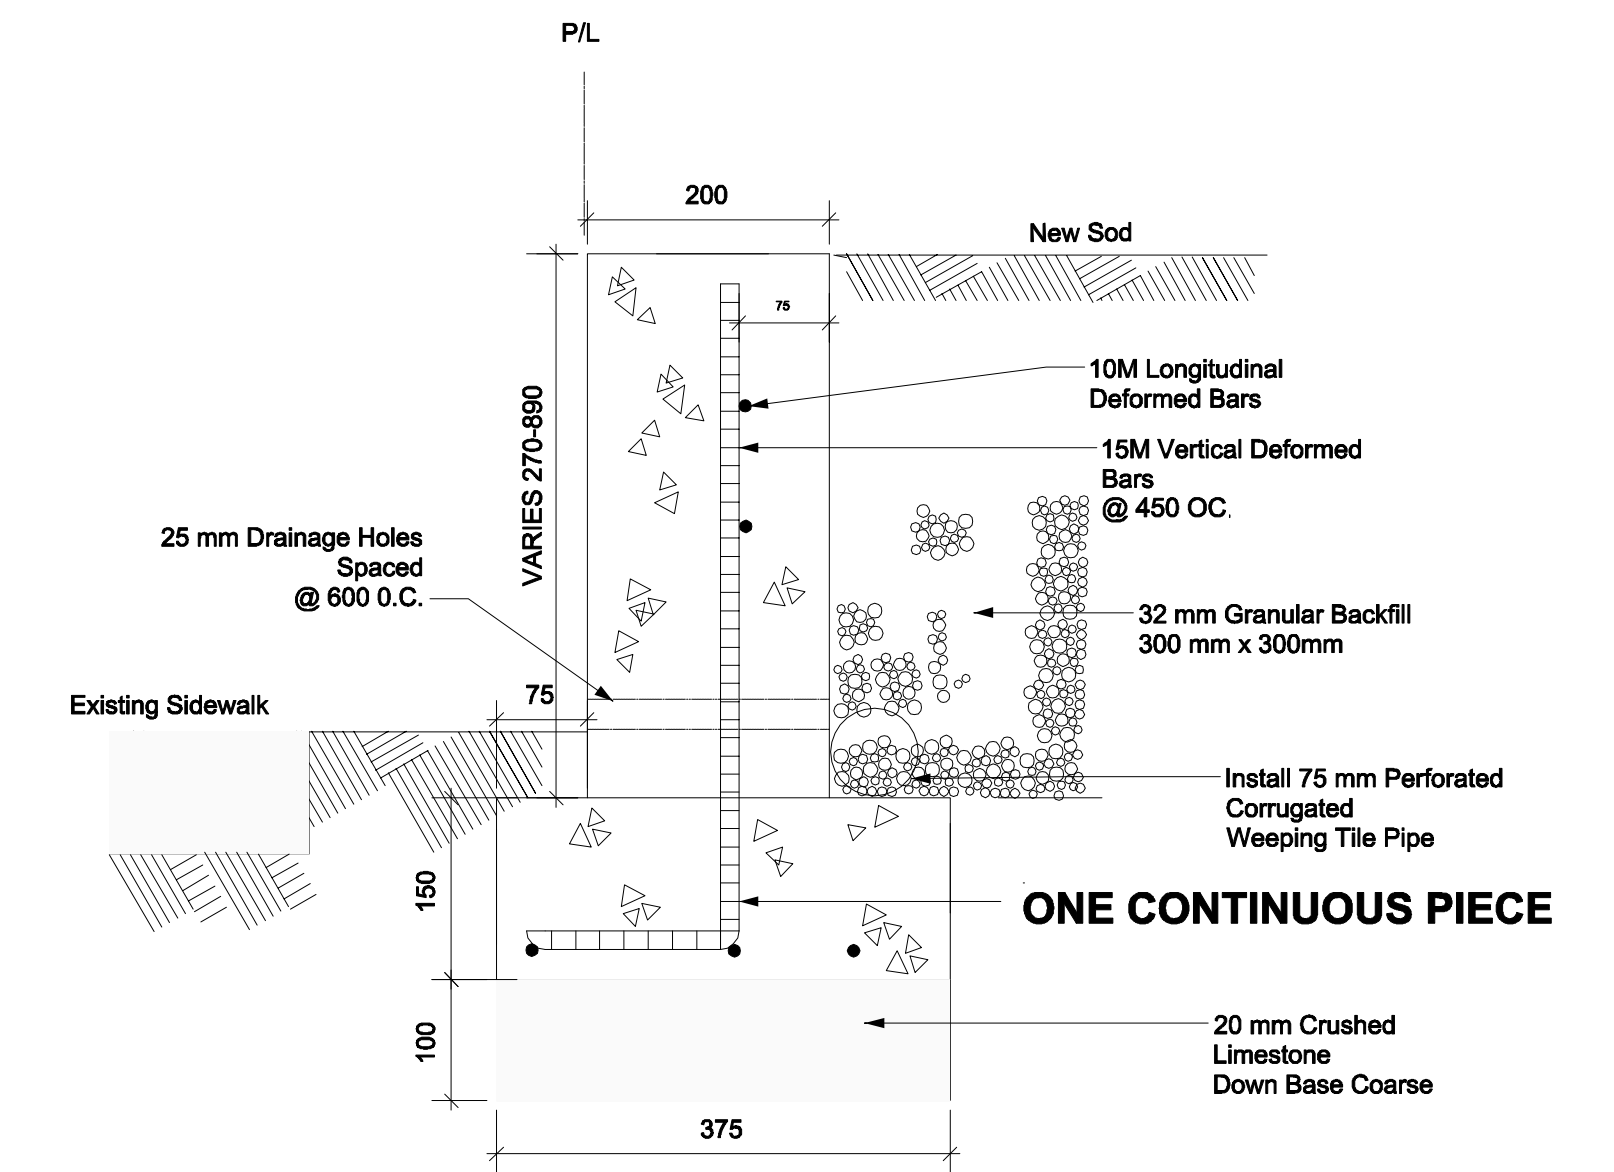 P/L
200
New Sod
75
10M Longitudinal
Deformed Bars
VARIES 270-890
15M Vertical Deformed
Bars
@ 450 OC.
25 mm Drainage Holes
Spaced
@ 600 0.C.
32 mm Granular Backfill
300 mm x 300mm
75
Existing Sidewalk
Install 75 mm Perforated
Corrugated
Weeping Tile Pipe
150
ONE CONTINUOUS PIECE
100
20 mm Crushed
Limestone
Down Base Coarse
375